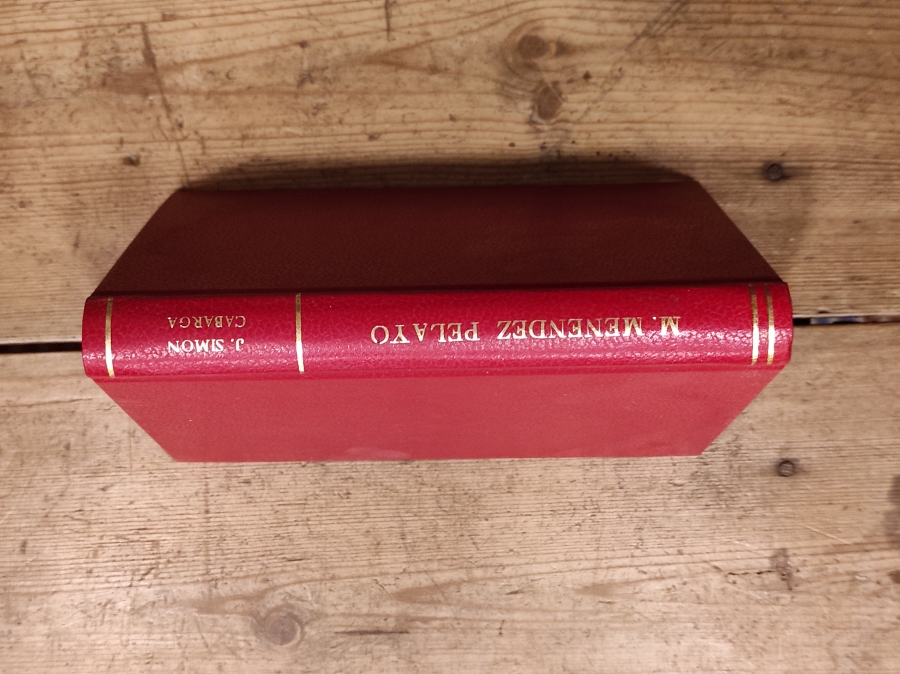 M. MENENDEZ PELAYO
J. SIMON
CABARGA